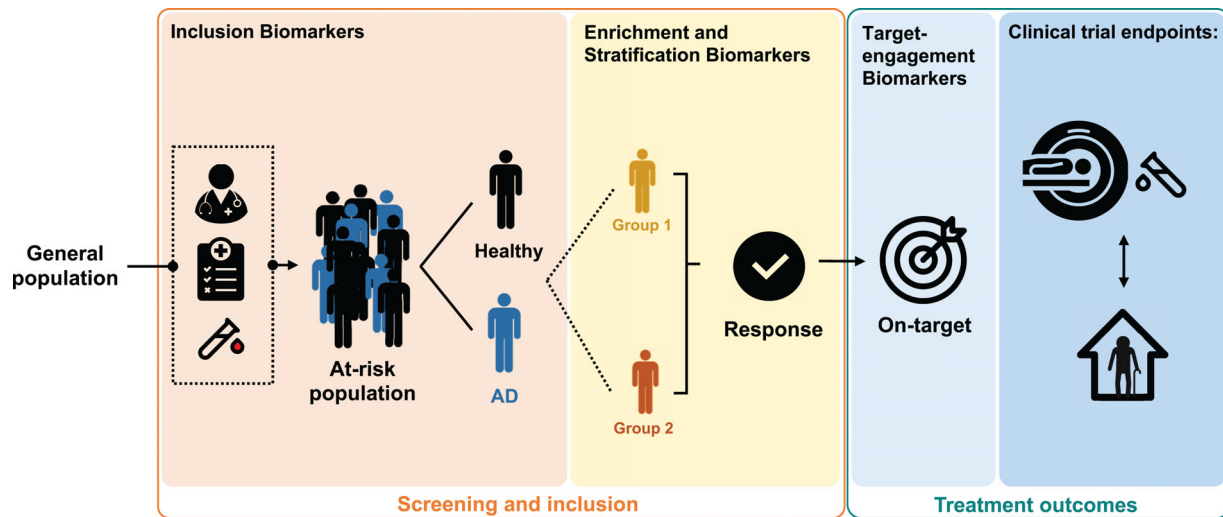 Inclusion Biomarkers
Enrichment and
Stratification Biomarkers
Target-
engagement
Biomarkers
Clinical trial endpoints:
General
population
At-risk
population
Healthy
AD
Group 1
Group 2
Response
On-target
Screening and inclusion
Treatment outcomes